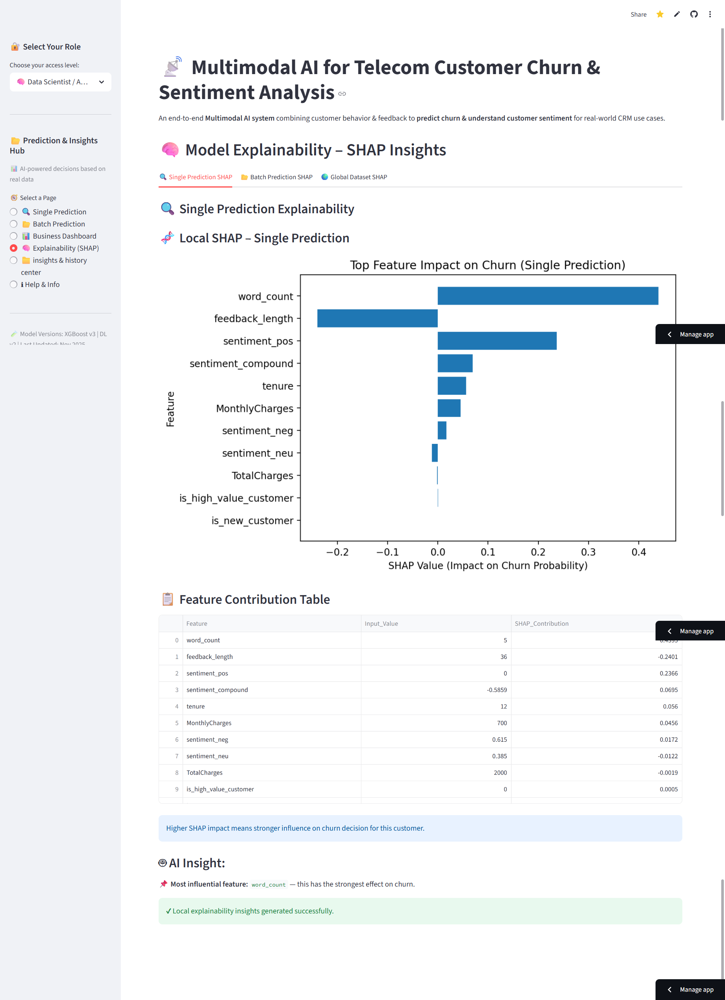 Share
Select Your Role
Choose your access level:
Data Scientist / A...
Prediction & Insights
Hub
AI-powered decisions based on
real data
Select a Page
Single Prediction
Batch Prediction
Business Dashboard
Explainability (SHAP)
insights & history
center
Help & Info
Model Versions: XGBoost v3 | DL
v2 | Last Updated: Nov 2025
Multimodal AI for Telecom Customer Churn &
Sentiment Analysis
An end-to-end Multimodal AI system combining customer behavior & feedback to predict churn & understand customer sentiment for real-world CRM use cases.
Model Explainability – SHAP Insights
Single Prediction SHAP Batch Prediction SHAP Global Dataset SHAP
Single Prediction Explainability
Local SHAP – Single Prediction
Top Feature Impact on Churn (Single Prediction)
word_count
feedback_length
sentiment_pos
sentiment_compound
tenure
MonthlyCharges
sentiment_neg
sentiment_neu
TotalCharges
is_high_value_customer
is_new_customer
Feature
−0.2 −0.1 0.0 0.1 0.2 0.3 0.4
SHAP Value (Impact on Churn Probability)
Manage app
Feature Contribution Table
Feature Input_Value SHAP_Contribution
Manage app
0 word_count 5
1 feedback_length 36 -0.2401
2 sentiment_pos 0 0.2366
3 sentiment_compound -0.5859 0.0695
4 tenure 12 0.056
5 MonthlyCharges 700 0.0456
6 sentiment_neg 0.615 0.0172
7 sentiment_neu 0.385 -0.0122
8 TotalCharges 2000 -0.0019
9 is_high_value_customer 0 0.0005
Higher SHAP impact means stronger influence on churn decision for this customer.
AI Insight:
Most influential feature: word_count — this has the strongest effect on churn.
✔ Local explainability insights generated successfully.
Manage app